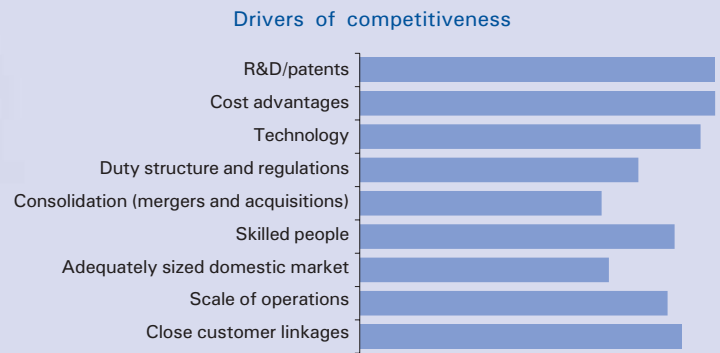 Drivers of competitiveness
R&D/patents
Cost advantages
Technology
Duty structure and regulations
Consolidation (mergers and acquisitions)
Skilled people
Adequately sized domestic market
Scale of operations
Close customer linkages